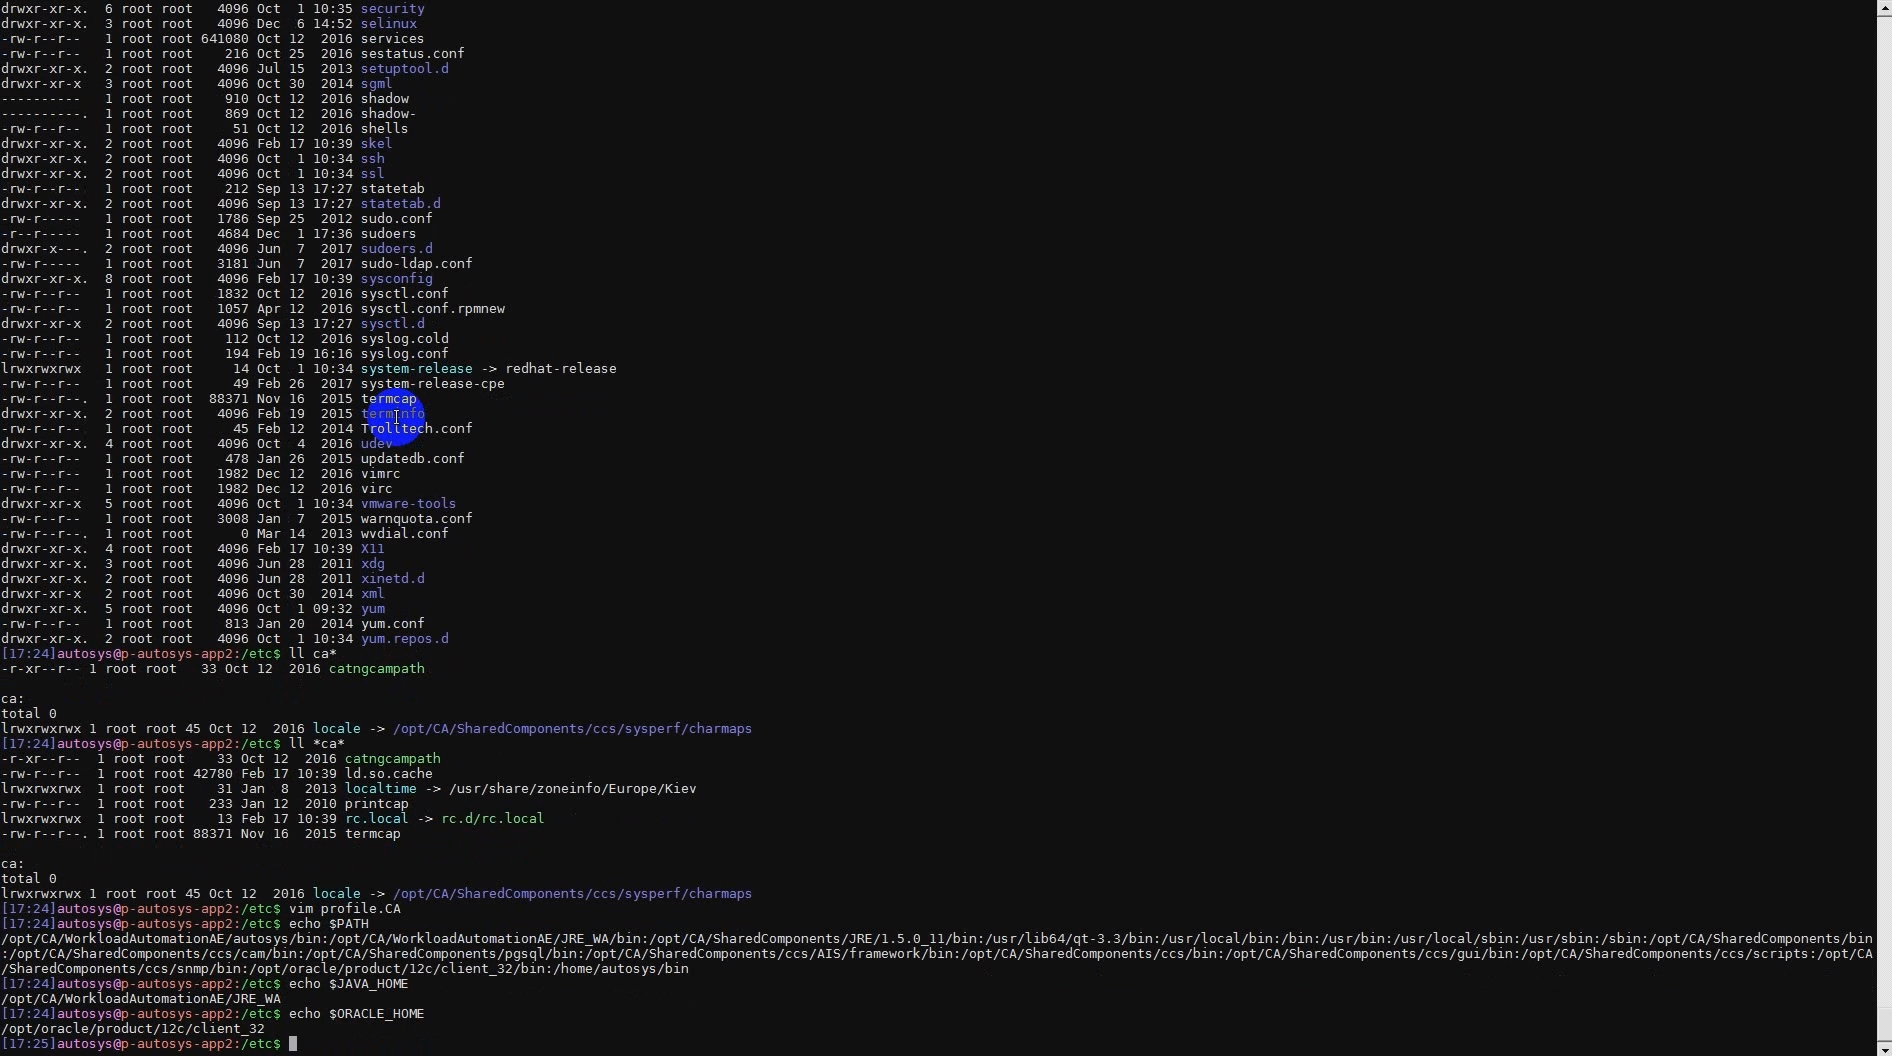 drwxr-xr-x.  6 root root   4096 Oct  1 10:35 security
drwxr-xr-x.  3 root root   4096 Dec  6 14:52 selinux
-rw-r--r--   1 root root 641080 Oct 12  2016 services
-rw-r--r--   1 root root    216 Oct 25  2016 sestatus.conf
drwxr-xr-x.  2 root root   4096 Jul 15  2013 setuptool.d
drwxr-xr-x   3 root root   4096 Oct 30  2014 sgml
----------   1 root root    910 Oct 12  2016 shadow
----------.  1 root root    869 Oct 12  2016 shadow-
-rw-r--r--   1 root root     51 Oct 12  2016 shells
drwxr-xr-x.  2 root root   4096 Feb 17 10:39 skel
drwxr-xr-x.  2 root root   4096 Oct  1 10:34 ssh
drwxr-xr-x.  2 root root   4096 Oct  1 10:34 ssl
-rw-r--r--   1 root root    212 Sep 13 17:27 statetab
drwxr-xr-x.  2 root root   4096 Sep 13 17:27 statetab.d
-rw-r-----   1 root root   1786 Sep 25  2012 sudo.conf
-r--r-----   1 root root   4684 Dec  1 17:36 sudoers
drwxr-x---.  2 root root   4096 Jun  7  2017 sudoers.d
-rw-r-----   1 root root   3181 Jun  7  2017 sudo-ldap.conf
drwxr-xr-x.  8 root root   4096 Feb 17 10:39 sysconfig
-rw-r--r--   1 root root   1832 Oct 12  2016 sysctl.conf
-rw-r--r--   1 root root   1057 Apr 12  2016 sysctl.conf.rpmnew
drwxr-xr-x   2 root root   4096 Sep 13 17:27 sysctl.d
-rw-r--r--   1 root root    112 Oct 12  2016 syslog.cold
-rw-r--r--   1 root root    194 Feb 19 16:16 syslog.conf
lrwxrwxrwx   1 root root     14 Oct  1 10:34 system-release -> redhat-release
-rw-r--r--   1 root root     49 Feb 26  2017 system-release-cpe
-rw-r--r--.  1 root root  88371 Nov 16  2015 termcap
drwxr-xr-x.  2 root root   4096 Feb 19  2015 terminfo
-rw-r--r--   1 root root     45 Feb 12  2014 Trolltech.conf
drwxr-xr-x.  4 root root   4096 Oct  4  2016 udev
-rw-r--r--   1 root root    478 Jan 26  2015 updatedb.conf
-rw-r--r--   1 root root   1982 Dec 12  2016 vimrc
-rw-r--r--   1 root root   1982 Dec 12  2016 virc
drwxr-xr-x   5 root root   4096 Oct  1 10:34 vmware-tools
-rw-r--r--   1 root root   3008 Jan  7  2015 warnquota.conf
-rw-r--r--.  1 root root      0 Mar 14  2013 wvdial.conf
drwxr-xr-x.  4 root root   4096 Feb 17 10:39 X11
drwxr-xr-x.  3 root root   4096 Jun 28  2011 xdg
drwxr-xr-x.  2 root root   4096 Jun 28  2011 xinetd.d
drwxr-xr-x   2 root root   4096 Oct 30  2014 xml
drwxr-xr-x.  5 root root   4096 Oct  1 09:32 yum
-rw-r--r--   1 root root    813 Jan 20  2014 yum.conf
drwxr-xr-x.  2 root root   4096 Oct  1 10:34 yum.repos.d
[17:24]autosys@p-autosys-app2:/etc$ ll ca*
-r-xr--r-- 1 root root   33 Oct 12  2016 catngcampath

ca:
total 0
lrwxrwxrwx 1 root root 45 Oct 12  2016 locale -> /opt/CA/SharedComponents/ccs/sysperf/charmaps
[17:24]autosys@p-autosys-app2:/etc$ ll *ca*
-r-xr--r--  1 root root    33 Oct 12  2016 catngcampath
-rw-r--r--  1 root root 42780 Feb 17 10:39 ld.so.cache
lrwxrwxrwx  1 root root    31 Jan  8  2013 localtime -> /usr/share/zoneinfo/Europe/Kiev
-rw-r--r--  1 root root   233 Jan 12  2010 printcap
lrwxrwxrwx  1 root root    13 Feb 17 10:39 rc.local -> rc.d/rc.local
-rw-r--r--. 1 root root 88371 Nov 16  2015 termcap

ca:
total 0
lrwxrwxrwx 1 root root 45 Oct 12  2016 locale -> /opt/CA/SharedComponents/ccs/sysperf/charmaps
[17:24]autosys@p-autosys-app2:/etc$ vim profile.CA
[17:24]autosys@p-autosys-app2:/etc$ echo $PATH
/opt/CA/WorkloadAutomationAE/autosys/bin:/opt/CA/WorkloadAutomationAE/JRE_WA/bin:/opt/CA/SharedComponents/JRE/1.5.0_11/bin:/usr/lib64/qt-3.3/bin:/usr/local/bin:/bin:/usr/bin:/usr/local/sbin:/usr/sbin:/sbin:/opt/CA/SharedComponents/bin
:/opt/CA/SharedComponents/ccs/cam/bin:/opt/CA/SharedComponents/pgsql/bin:/opt/CA/SharedComponents/ccs/AIS/framework/bin:/opt/CA/SharedComponents/ccs/bin:/opt/CA/SharedComponents/ccs/gui/bin:/opt/CA/SharedComponents/ccs/scripts:/opt/CA
/SharedComponents/ccs/snmp/bin:/opt/oracle/product/12c/client_32/bin:/home/autosys/bin
[17:24]autosys@p-autosys-app2:/etc$ echo $JAVA_HOME
/opt/CA/WorkloadAutomationAE/JRE_WA
[17:24]autosys@p-autosys-app2:/etc$ echo $ORACLE_HOME
/opt/oracle/product/12c/client_32
[17:25]autosys@p-autosys-app2:/etc$